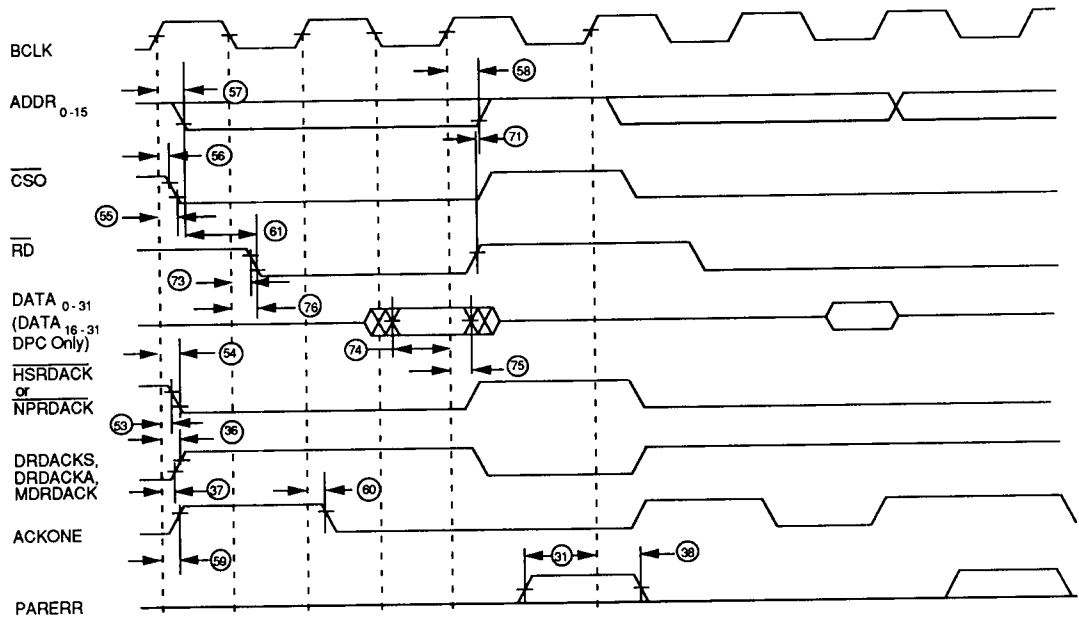 BCLK
58
57
ADDR 0-15
71
56
CSO
55
61
RD
73
76
DATA 0-31
(DATA 16-31
DPC Only)
74
54
75
HSRDACK
or
NPRDACK
53
36
DRDACKS,
DRDACKA,
MDRDACK
37
60
ACKONE
59
31
38
PARERR